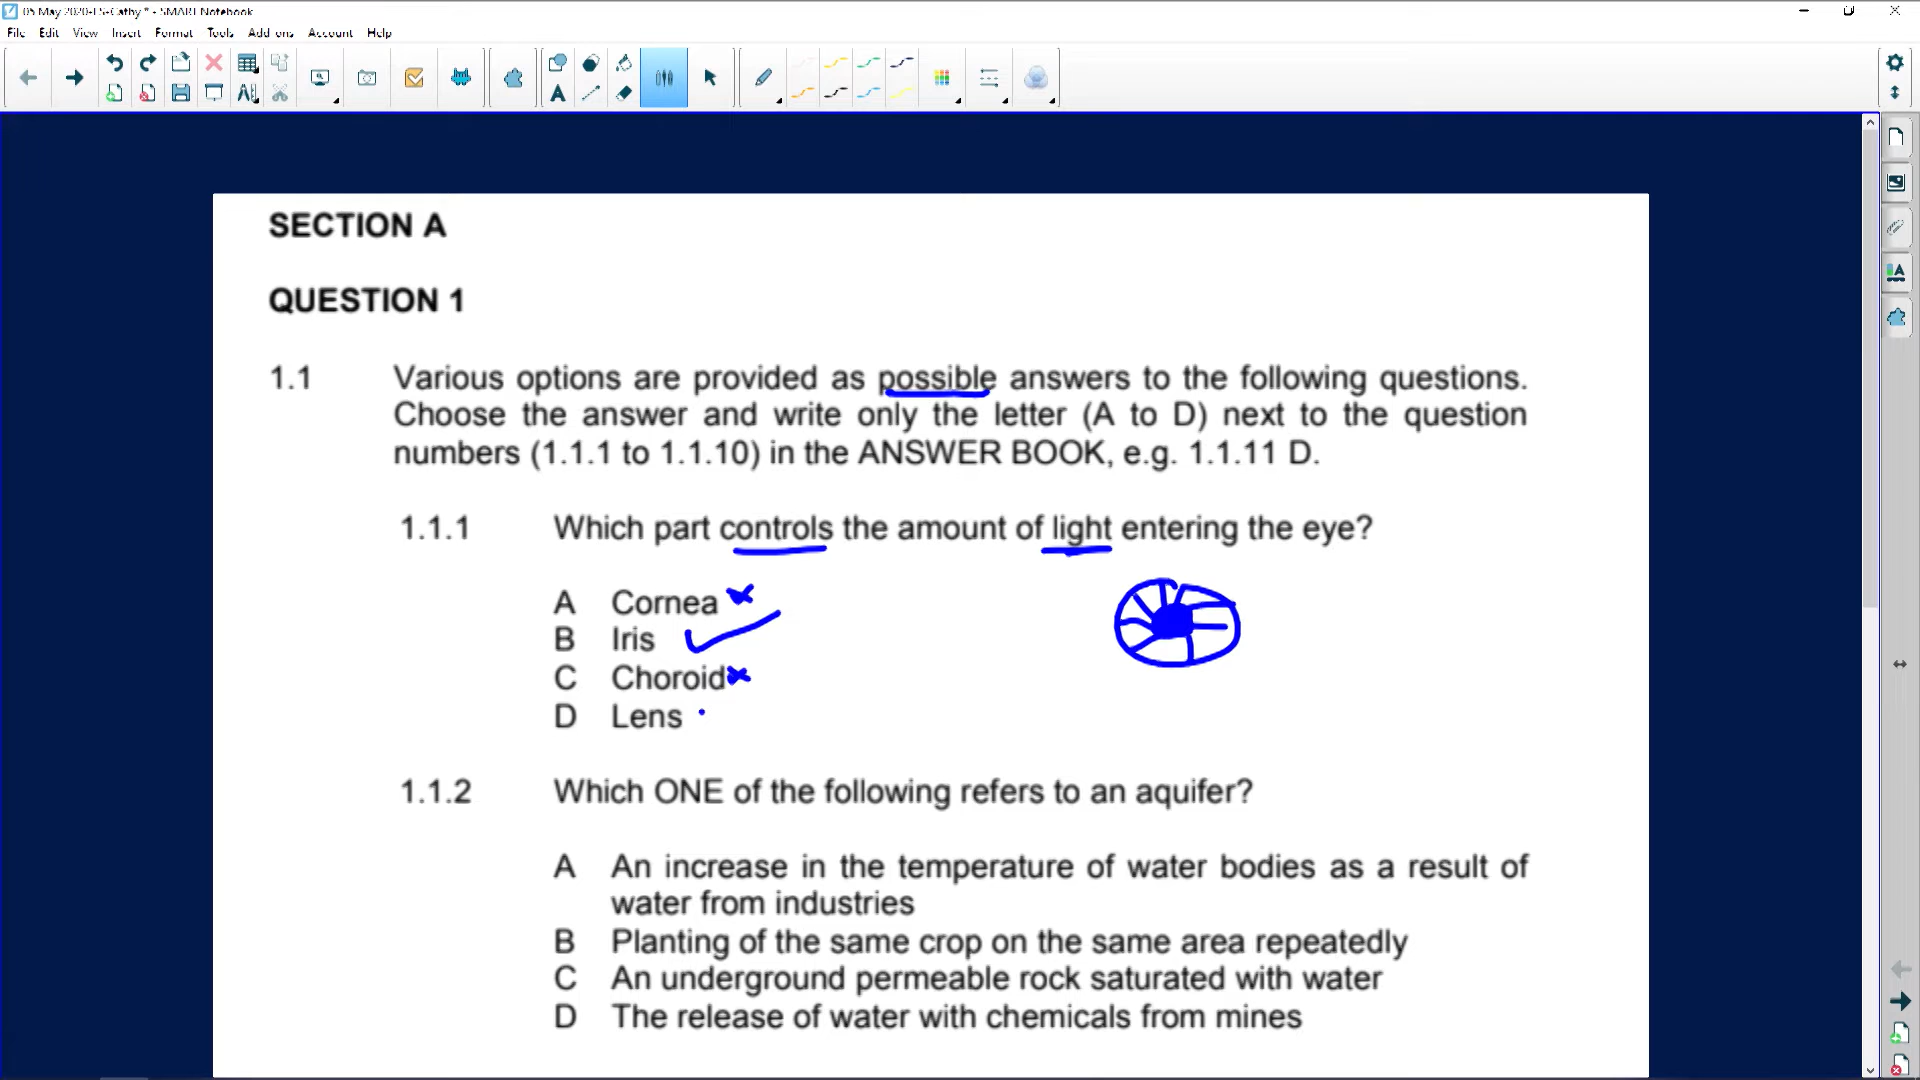 05 May 2020-LS-Cathy * - SMART Notebook
File Edit View Insert Format Tools Add-ons Account Help
SECTION A
QUESTION 1
1.1 Various options are provided as possible answers to the following questions.
Choose the answer and write only the letter (A to D) next to the question
numbers (1.1.1 to 1.1.10) in the ANSWER BOOK, e.g. 1.1.11 D.
1.1.1 Which part controls the amount of light entering the eye?
A Cornea
B Iris
C Choroid
D Lens
1.1.2 Which ONE of the following refers to an aquifer?
A An increase in the temperature of water bodies as a result of
water from industries
B Planting of the same crop on the same area repeatedly
C An underground permeable rock saturated with water
D The release of water with chemicals from mines